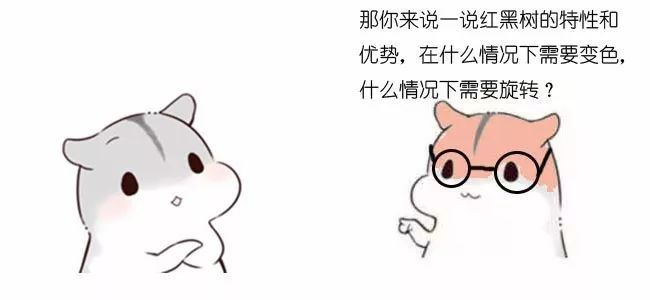 那你来说一说红黑树的特性和
优势，在什么情况下需要变色，
什么情况下需要旋转？